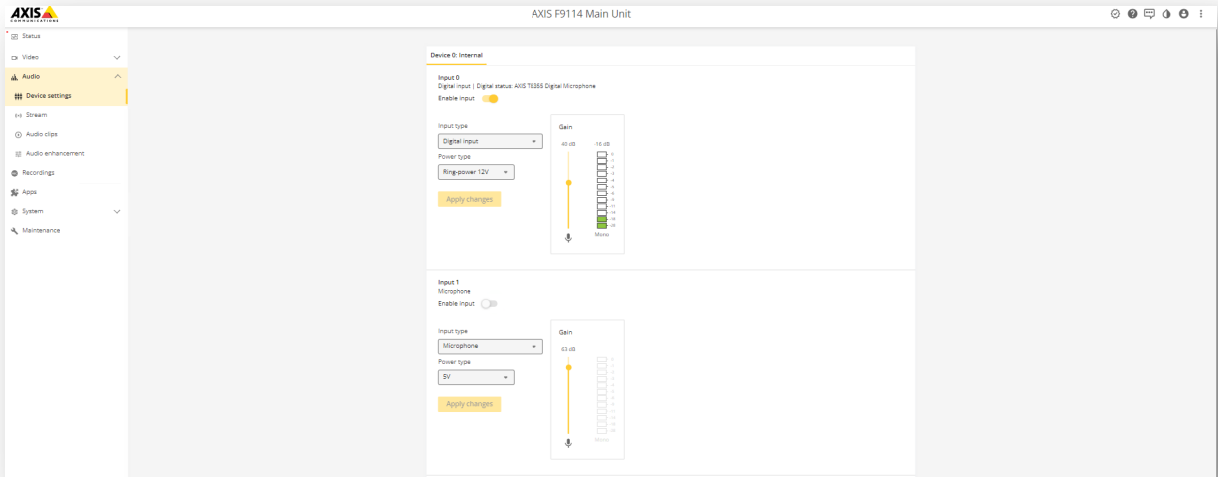 AXIS
COMMUNICATIONS
AXIS F9114 Main Unit
Status
Video
Audio
Device settings
Stream
Audio clips
Audio enhancement
Recordings
Apps
System
Maintenance
Device 0: Internal
Input 0
Digital input | Digital status: AXIS T8355 Digital Microphone
Enable input
Input type
Digital input
Power type
Ring-power 12V
Apply changes
Gain
40 dB
-16 dB
Mono
Input 1
Microphone
Enable input
Input type
Microphone
Power type
5V
Apply changes
Gain
63 dB
Mono